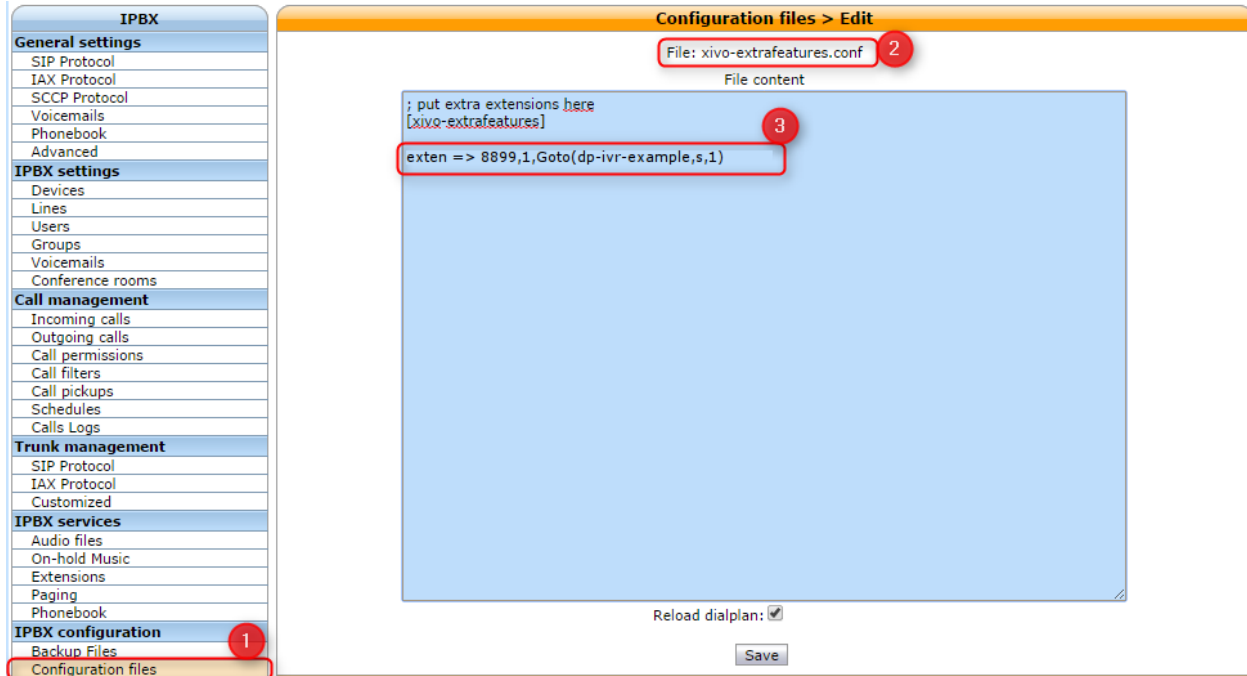 IPBX
General settings
SIP Protocol
IAX Protocol
SCCP Protocol
Voicemails
Phonebook
Advanced
IPBX settings
Devices
Lines
Users
Groups
Voicemails
Conference rooms
Call management
Incoming calls
Outgoing calls
Call permissions
Call filters
Call pickups
Schedules
Calls Logs
Trunk management
SIP Protocol
IAX Protocol
Customized
IPBX services
Audio files
On-hold Music
Extensions
Paging
Phonebook
IPBX configuration
1
Backup Files
Configuration files
Configuration files > Edit
File: xivo-extrafeatures.conf
2
File content
; put extra extensions here
[xivo-extrafeatures]
3
exten => 8899,1,Goto(dp-ivr-example,s,1)
Reload dialplan:
Save